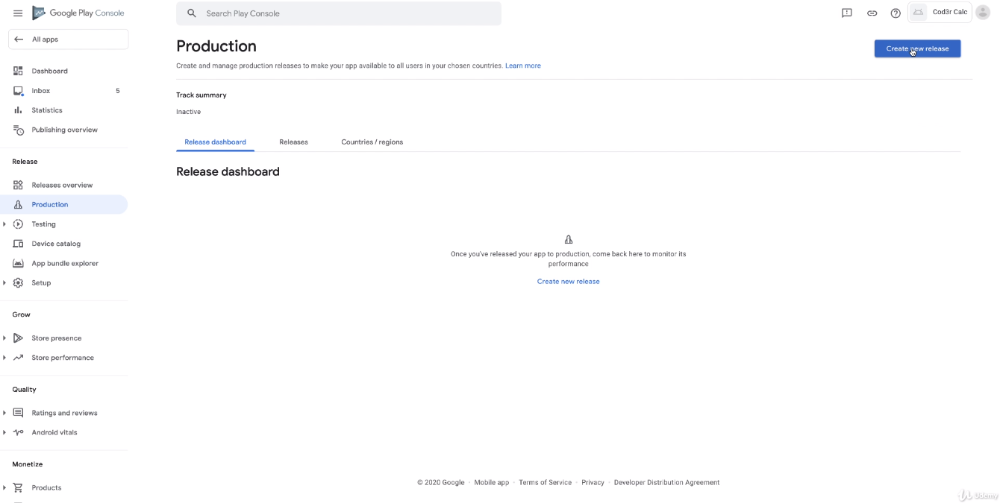 Google Play Console
Search Play Console
Cod3r Calc
All apps
Production
Create new release
Create and manage production releases to make your app available to all users in your chosen countries. Learn more
Dashboard
Inbox 5
Statistics
Publishing overview
Track summary
Inactive
Release dashboard Releases Countries / regions
Release
Releases overview
Production
Testing
Device catalog
App bundle explorer
Setup
Release dashboard
Once you've released your app to production, come back here to monitor its
performance
Create new release
Grow
Store presence
Store performance
Quality
Ratings and reviews
Android vitals
Monetize
Products
© 2020 Google · Mobile app · Terms of Service · Privacy · Developer Distribution Agreement
Udemy